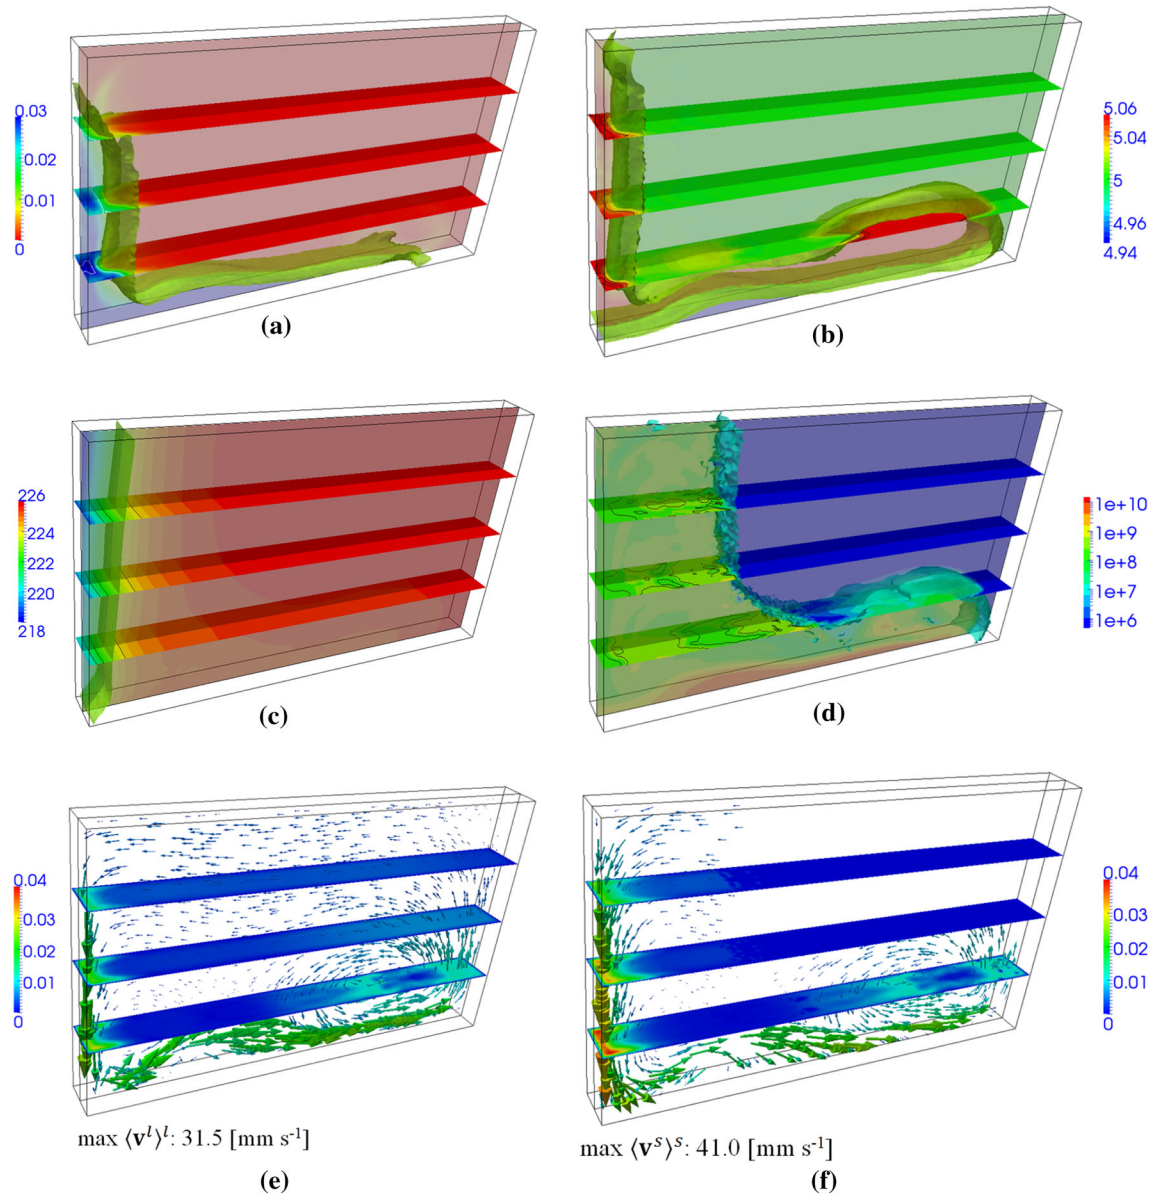 0.03
0.02
0.01
0
(a)
5.06
5.04
5
4.96
4.94
(b)
226
224
222
220
218
(c)
1e+10
1e+9
1e+8
1e+7
1e+6
(d)
0.04
0.03
0.02
0.01
0
max ⟨v^l⟩^l: 31.5 [mm s⁻¹]
(e)
0.04
0.03
0.02
0.01
0
max ⟨v^s⟩^s: 41.0 [mm s⁻¹]
(f)